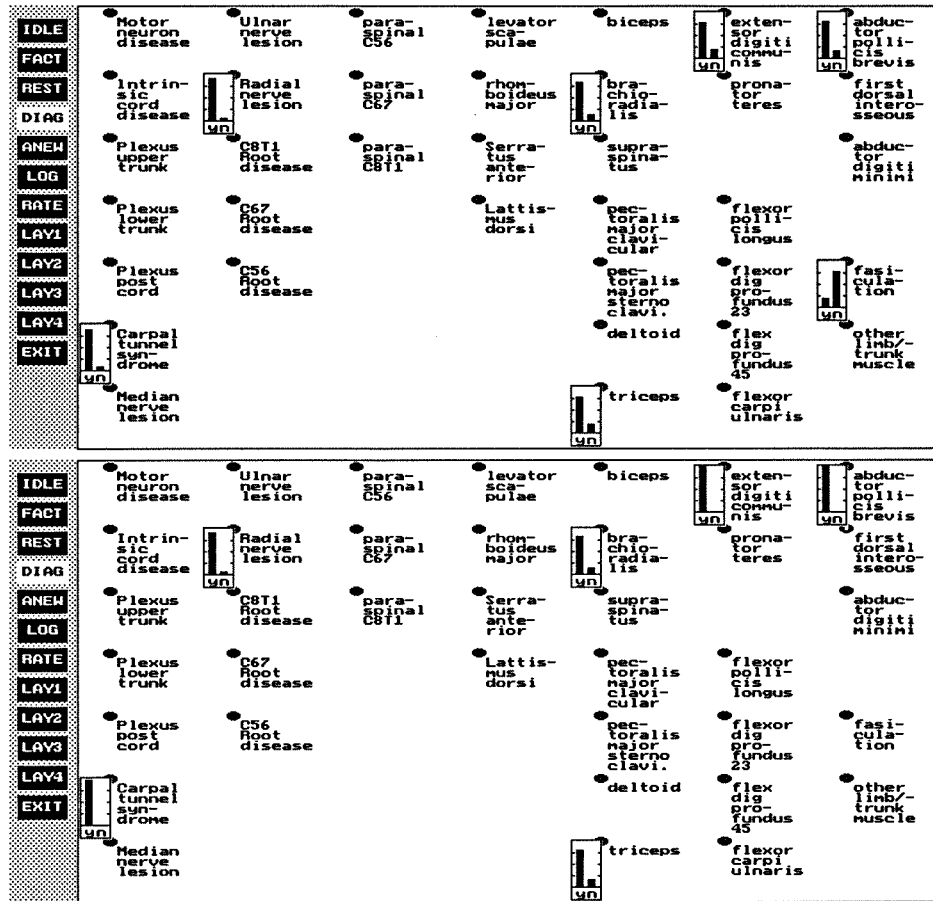 IDLE
FACT
REST
DIAG
ANEW
LOG
RATE
LAY1
LAY2
LAY3
LAY4
EXIT
Motor
neuron
disease
Intrin-
sic
cord
disease
Plexus
upper
trunk
Plexus
lower
trunk
Plexus
post
cord
yn
Carpal
tunnel
syn-
drome
Median
nerve
lesion
Ulnar
nerve
lesion
yn
Radial
nerve
lesion
C8T1
Root
disease
C67
Root
disease
C56
Root
disease
para-
spinal
C56
para-
spinal
C67
para-
spinal
C8T1
levator
sca-
pulae
rhom-
boideus
major
Serra-
tus
ante-
rior
Lattis-
mus
dorsi
biceps
yn
bra-
chio-
radia-
lis
supra-
spina-
tus
pec-
toralis
major
clavi-
cular
pec-
toralis
major
sterno
clavi.
deltoid
yn
triceps
yn
exten-
sor
digiti
commu-
nis
prona-
tor
teres
flexor
polli-
cis
longus
flexor
dig
pro-
fundus
23
flex
dig
pro-
fundus
45
flexor
carpi
ulnaris
yn
abduc-
tor
polli-
cis
brevis
first
dorsal
intero-
sseous
abduc-
tor
digiti
minimi
yn
fasi-
cula-
tion
other
limb/-
trunk
muscle
IDLE
FACT
REST
DIAG
ANEW
LOG
RATE
LAY1
LAY2
LAY3
LAY4
EXIT
Motor
neuron
disease
Intrin-
sic
cord
disease
Plexus
upper
trunk
Plexus
lower
trunk
Plexus
post
cord
yn
Carpal
tunnel
syn-
drome
Median
nerve
lesion
Ulnar
nerve
lesion
yn
Radial
nerve
lesion
C8T1
Root
disease
C67
Root
disease
C56
Root
disease
para-
spinal
C56
para-
spinal
C67
para-
spinal
C8T1
levator
sca-
pulae
rhom-
boideus
major
Serra-
tus
ante-
rior
Lattis-
mus
dorsi
biceps
yn
bra-
chio-
radia-
lis
supra-
spina-
tus
pec-
toralis
major
clavi-
cular
pec-
toralis
major
sterno
clavi.
deltoid
yn
triceps
yn
exten-
sor
digiti
commu-
nis
prona-
tor
teres
flexor
polli-
cis
longus
flexor
dig
pro-
fundus
23
flex
dig
pro-
fundus
45
flexor
carpi
ulnaris
yn
abduc-
tor
polli-
cis
brevis
first
dorsal
intero-
sseous
abduc-
tor
digiti
minimi
fasi-
cula-
tion
other
limb/-
trunk
muscle